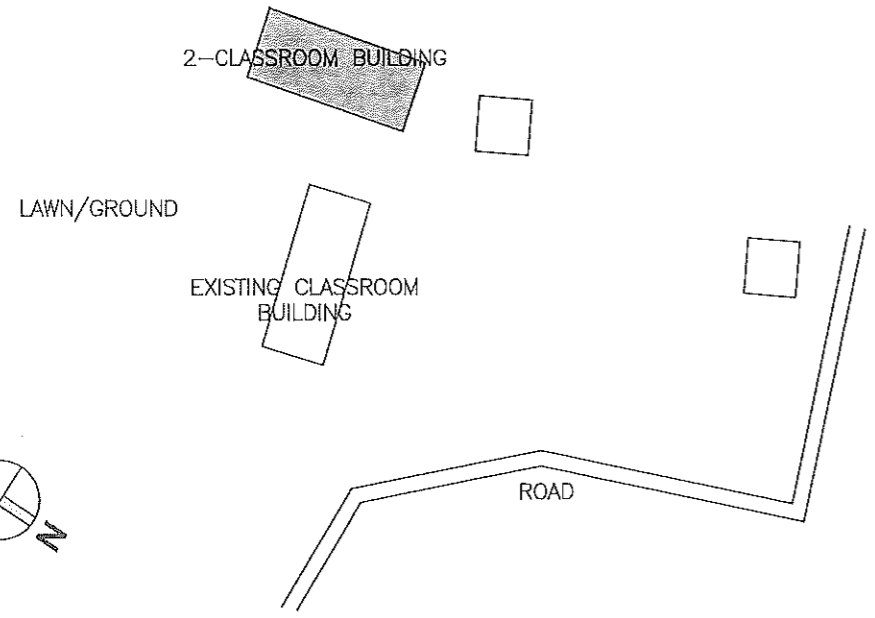 2-CLASSROOM BUILDING
LAWN/GROUND
EXISTING CLASSROOM
BUILDING
ROAD
N